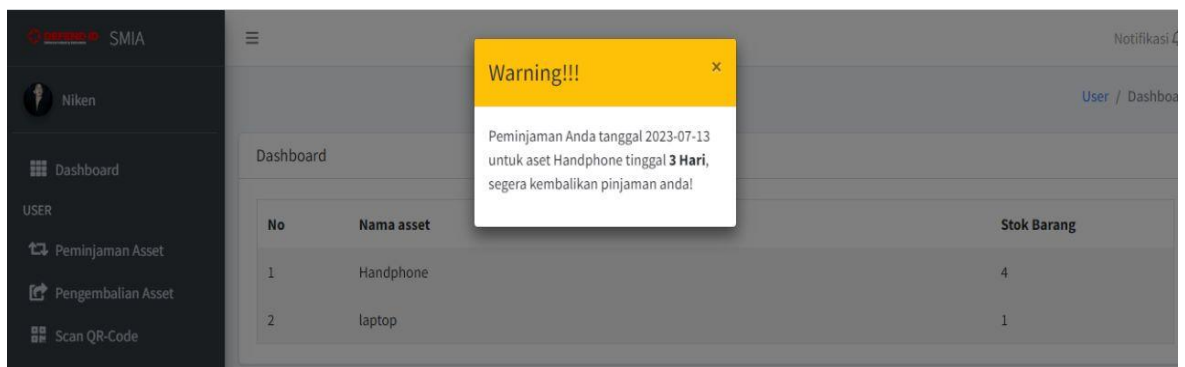 DEFEND ID SMIA
Notifikasi
Niken
User / Dashboa
Warning!!!
×
Peminjaman Anda tanggal 2023-07-13
untuk aset Handphone tinggal 3 Hari,
segera kembalikan pinjaman anda!
Dashboard
USER
Peminjaman Asset
Pengembalian Asset
Scan QR-Code
Dashboard
No Nama asset Stok Barang
1 Handphone 4
2 laptop 1